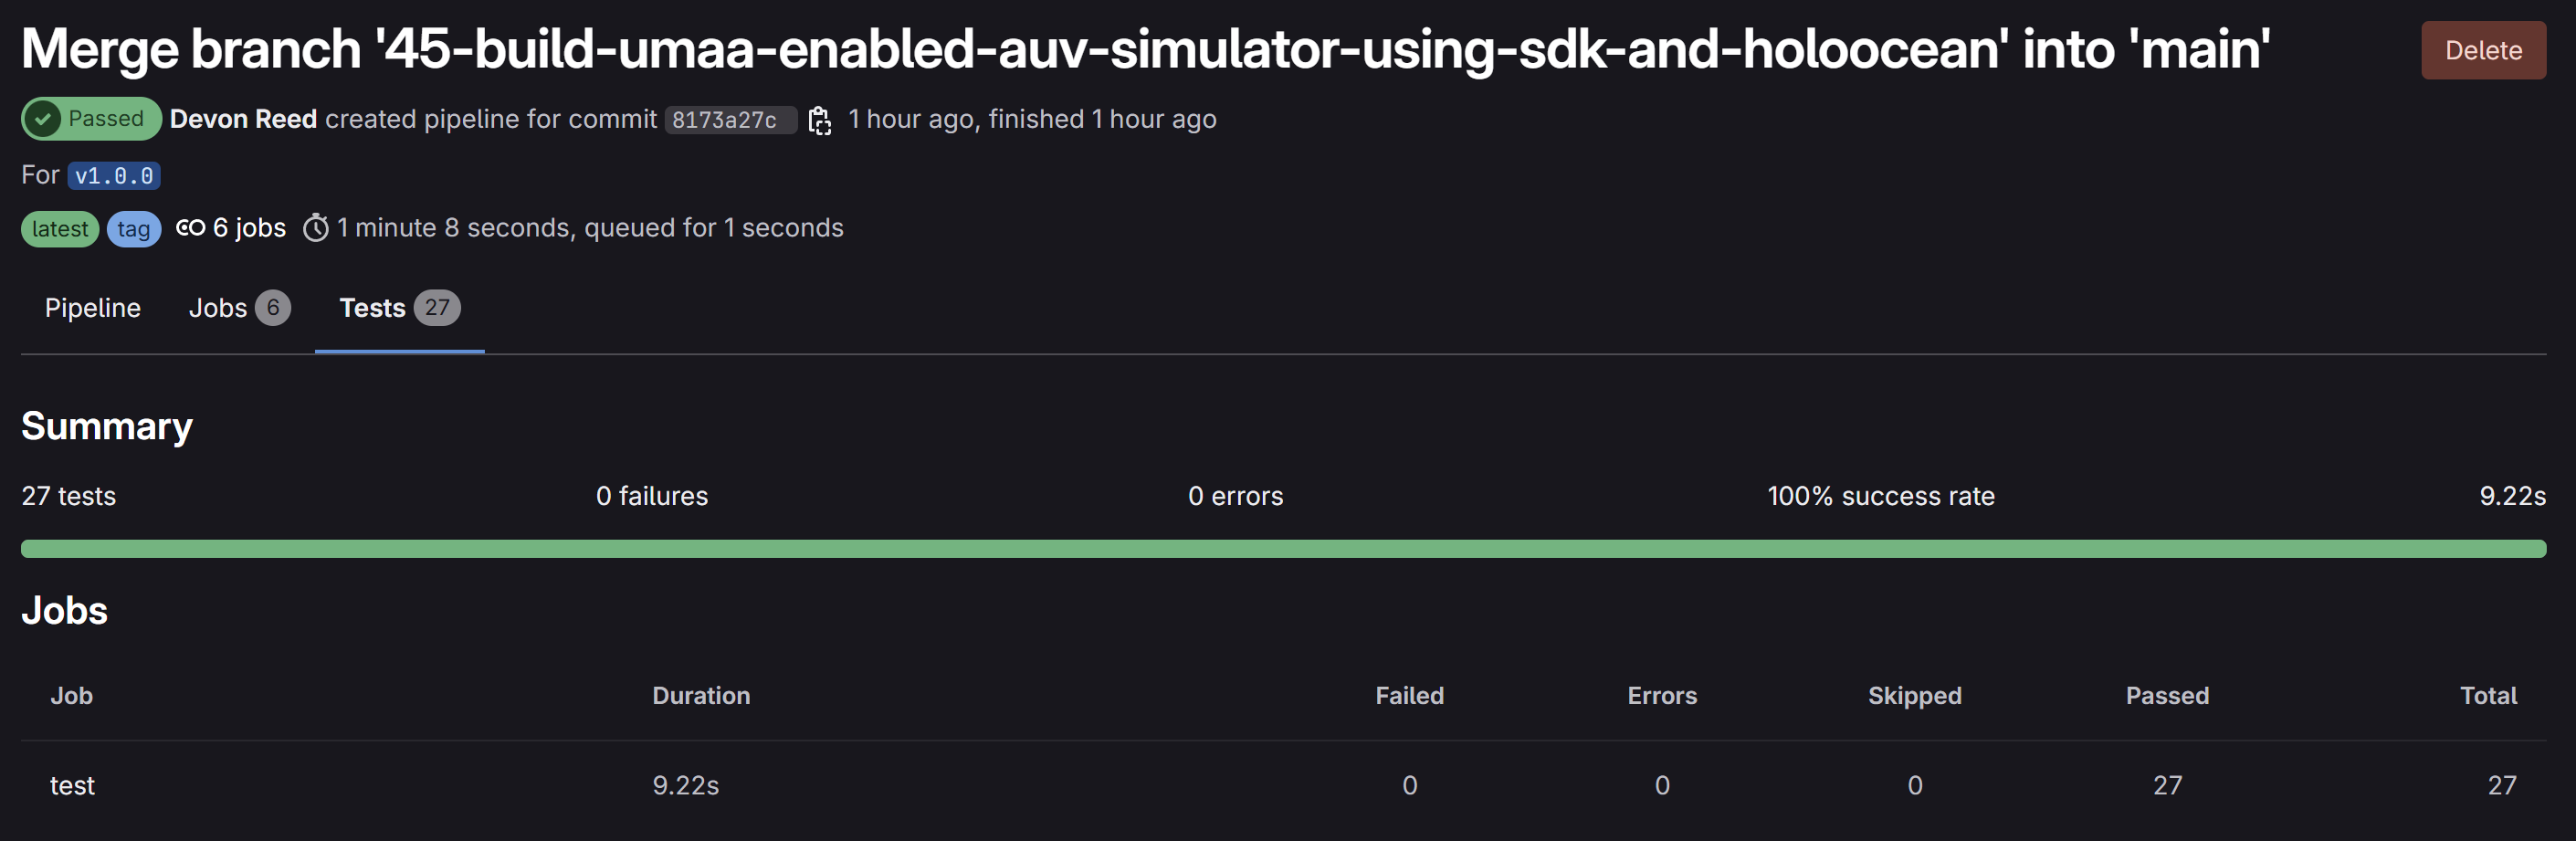 Merge branch '45-build-umaa-enabled-auv-simulator-using-sdk-and-holoocean' into 'main' Delete
Passed Devon Reed created pipeline for commit 8173a27c 1 hour ago, finished 1 hour ago
For v1.0.0
latest tag 6 jobs 1 minute 8 seconds, queued for 1 seconds
Pipeline Jobs 6 Tests 27
Summary
27 tests 0 failures 0 errors 100% success rate 9.22s
Jobs
Job Duration Failed Errors Skipped Passed Total
test 9.22s 0 0 0 27 27